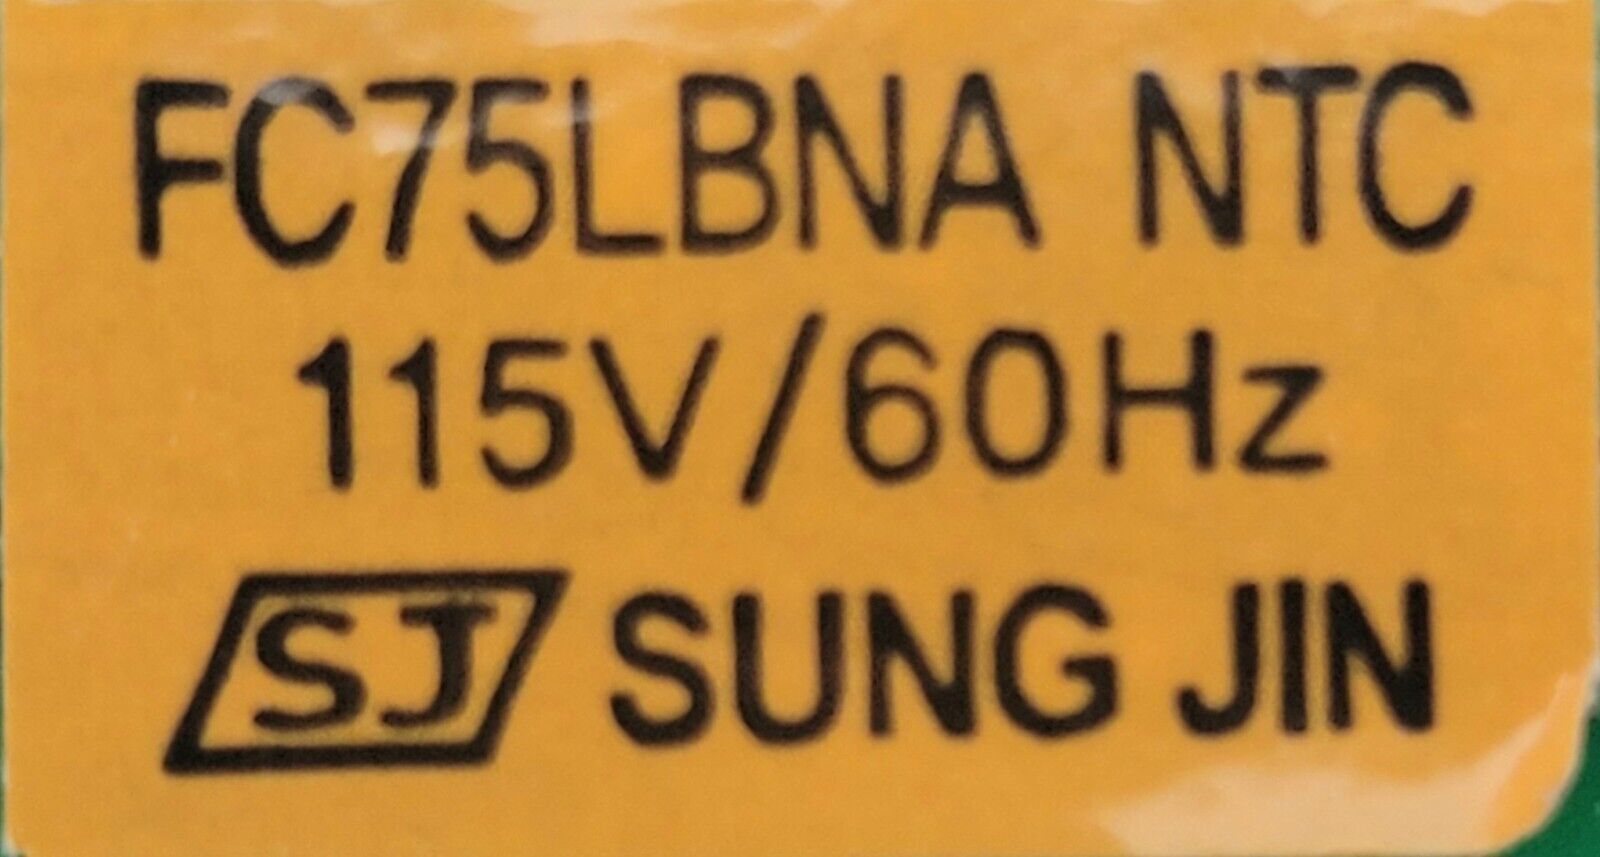 FC75LBNA NTC
115V/60Hz
SJ SUNG JIN